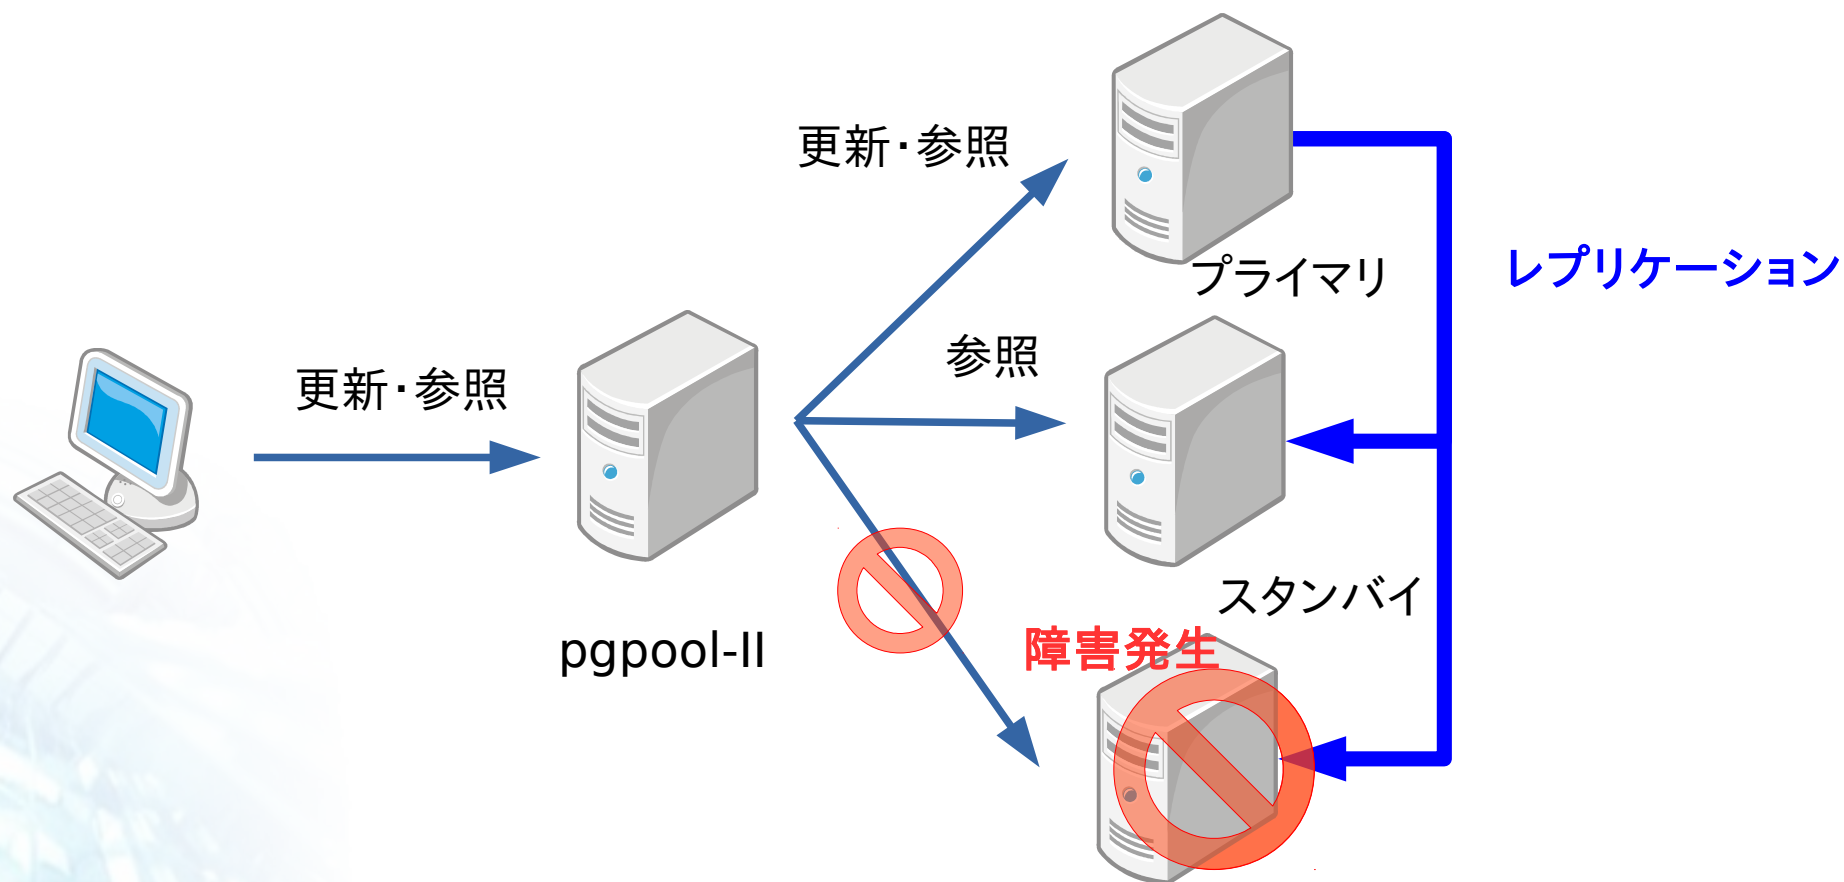 更新・参照
プライマリ
レプリケーション
参照
更新・参照
スタンバイ
pgpool-II
障害発生